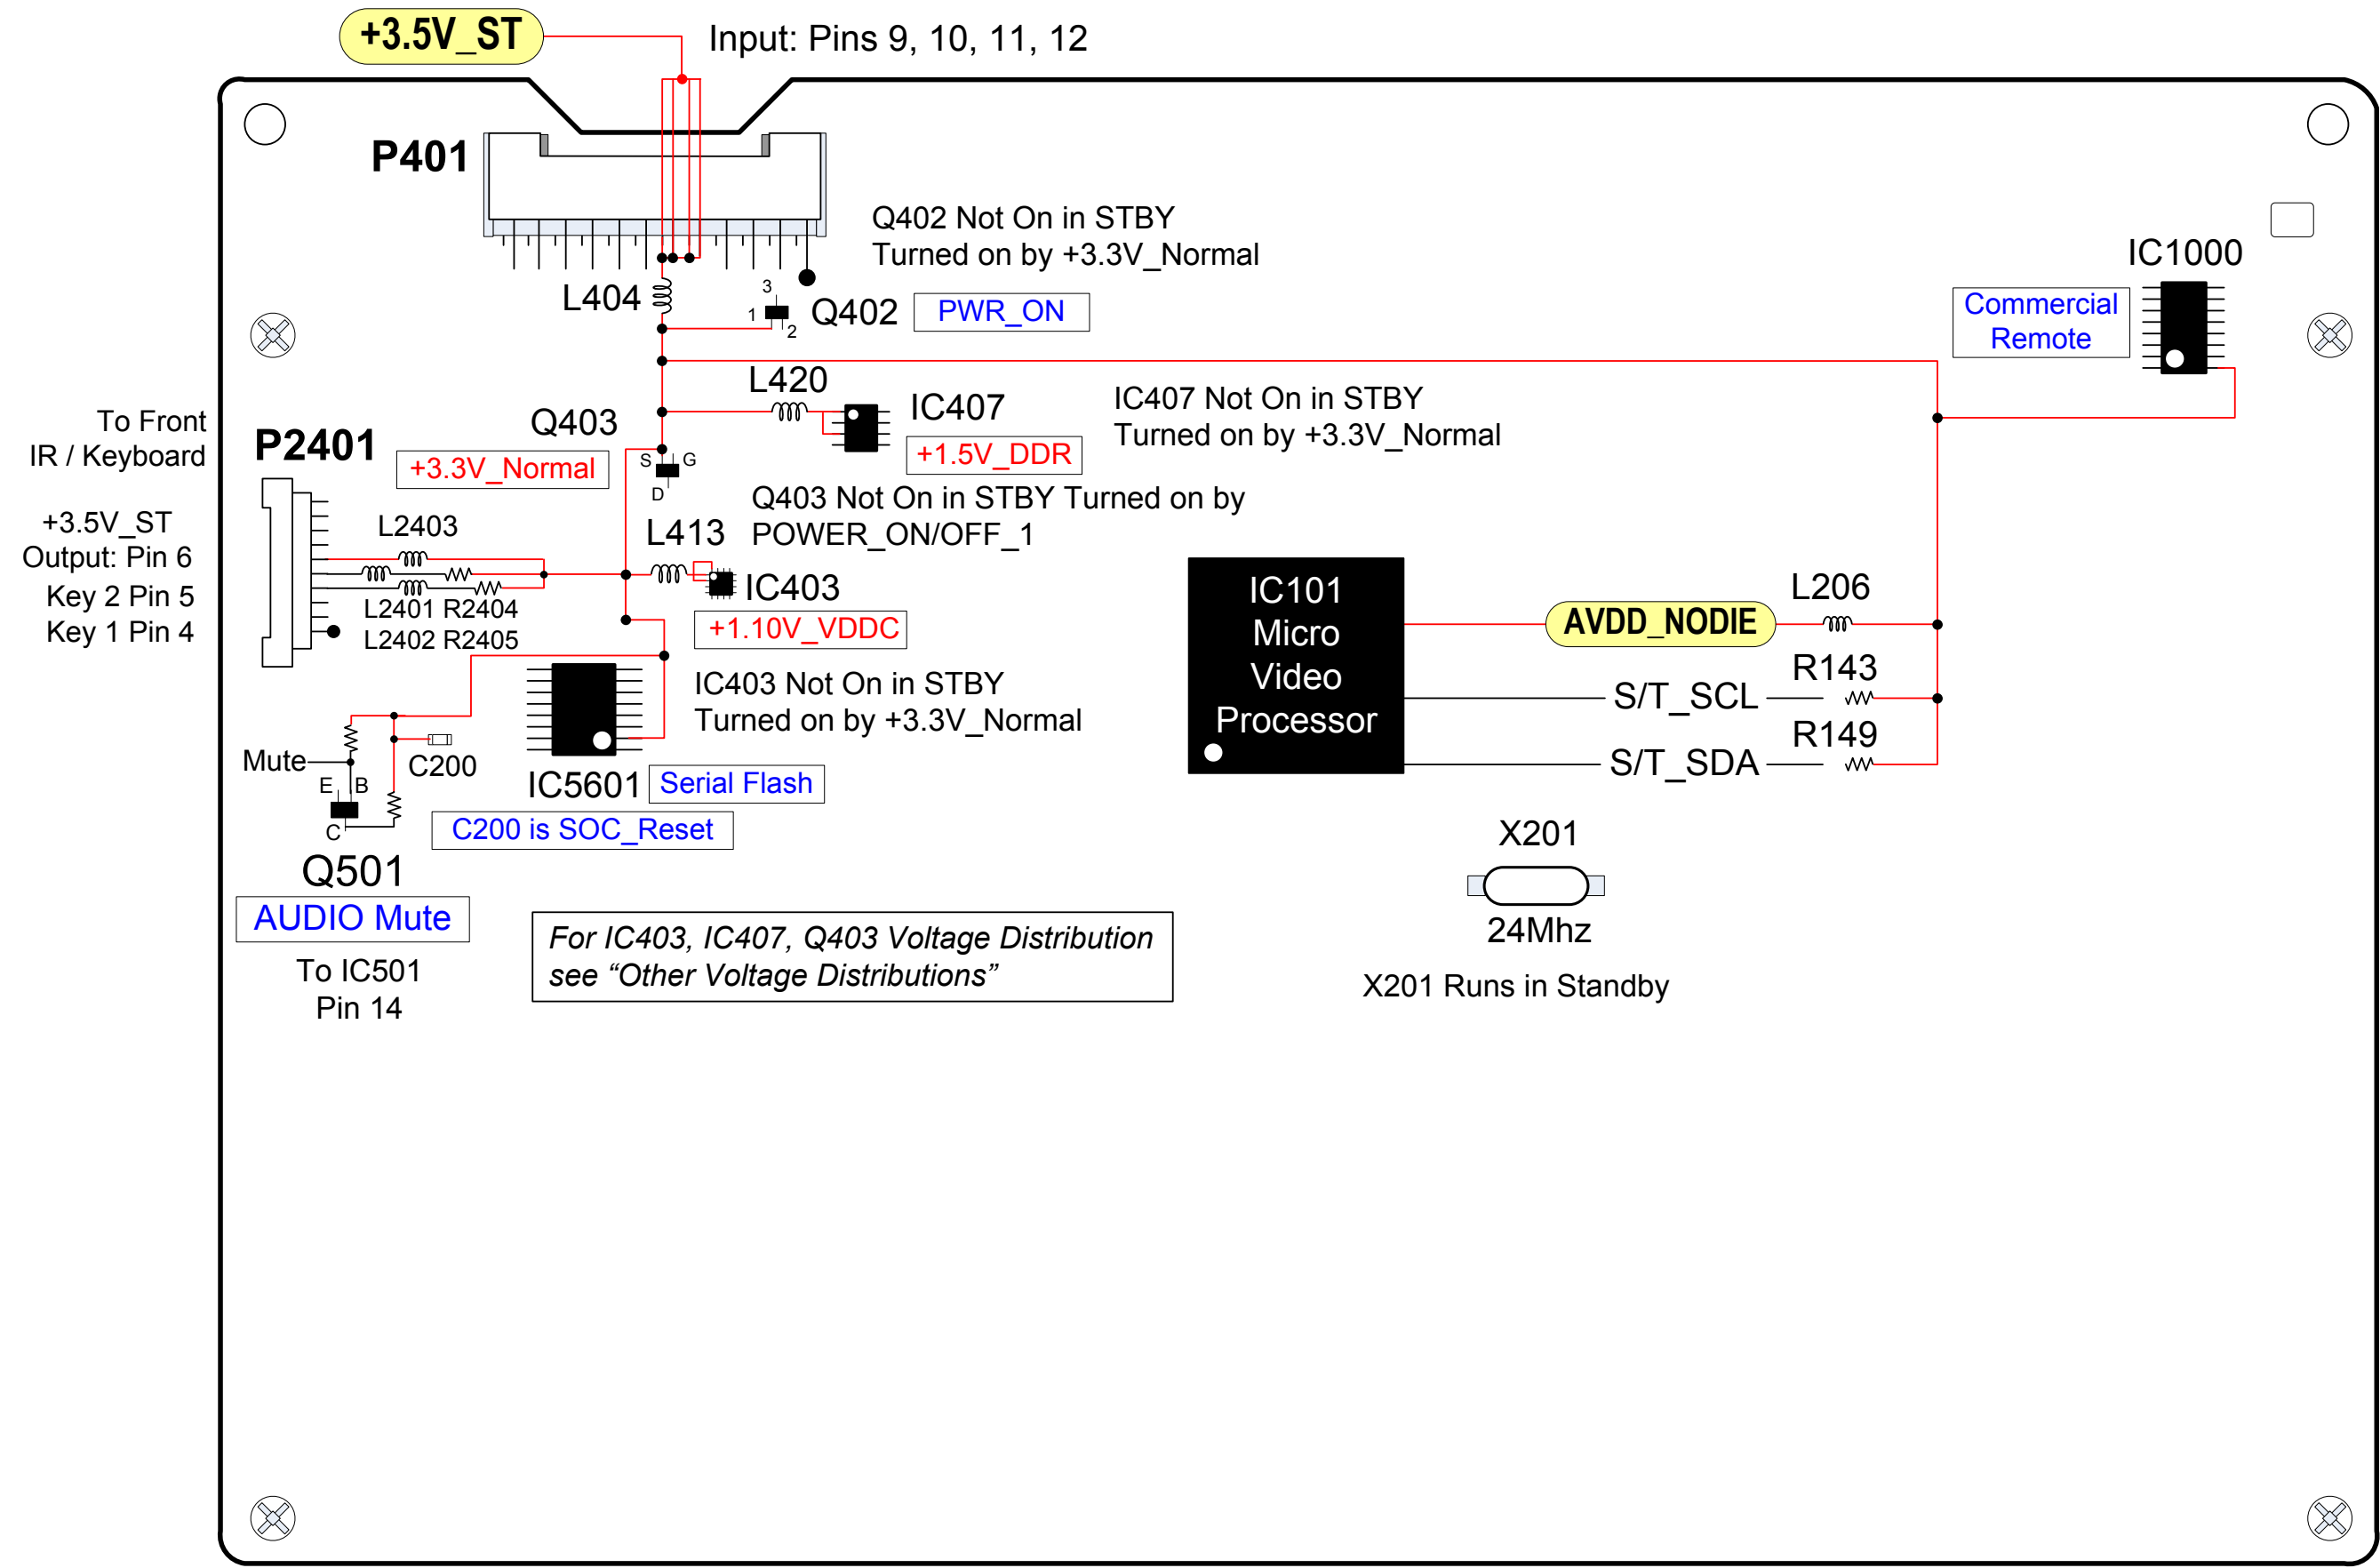 +3.5V_ST
Input: Pins 9, 10, 11, 12
P401
Q402 Not On in STBY
Turned on by +3.3V_Normal
L404
3
1
2
Q402
PWR_ON
IC1000
Commercial
Remote
L420
IC407
+1.5V_DDR
IC407 Not On in STBY
Turned on by +3.3V_Normal
To Front
IR / Keyboard
P2401
Q403
+3.3V_Normal
S
G
D
Q403 Not On in STBY Turned on by
POWER_ON/OFF_1
+3.5V_ST
Output: Pin 6
Key 2 Pin 5
Key 1 Pin 4
L2403
L2401 R2404
L2402 R2405
L413
IC403
+1.10V_VDDC
IC403 Not On in STBY
Turned on by +3.3V_Normal
IC101
Micro
Video
Processor
AVDD_NODIE
L206
S/T_SCL
R143
S/T_SDA
R149
Mute
C200
E
B
C
IC5601
Serial Flash
C200 is SOC_Reset
Q501
AUDIO Mute
To IC501
Pin 14
For IC403, IC407, Q403 Voltage Distribution
see “Other Voltage Distributions”
X201
24Mhz
X201 Runs in Standby